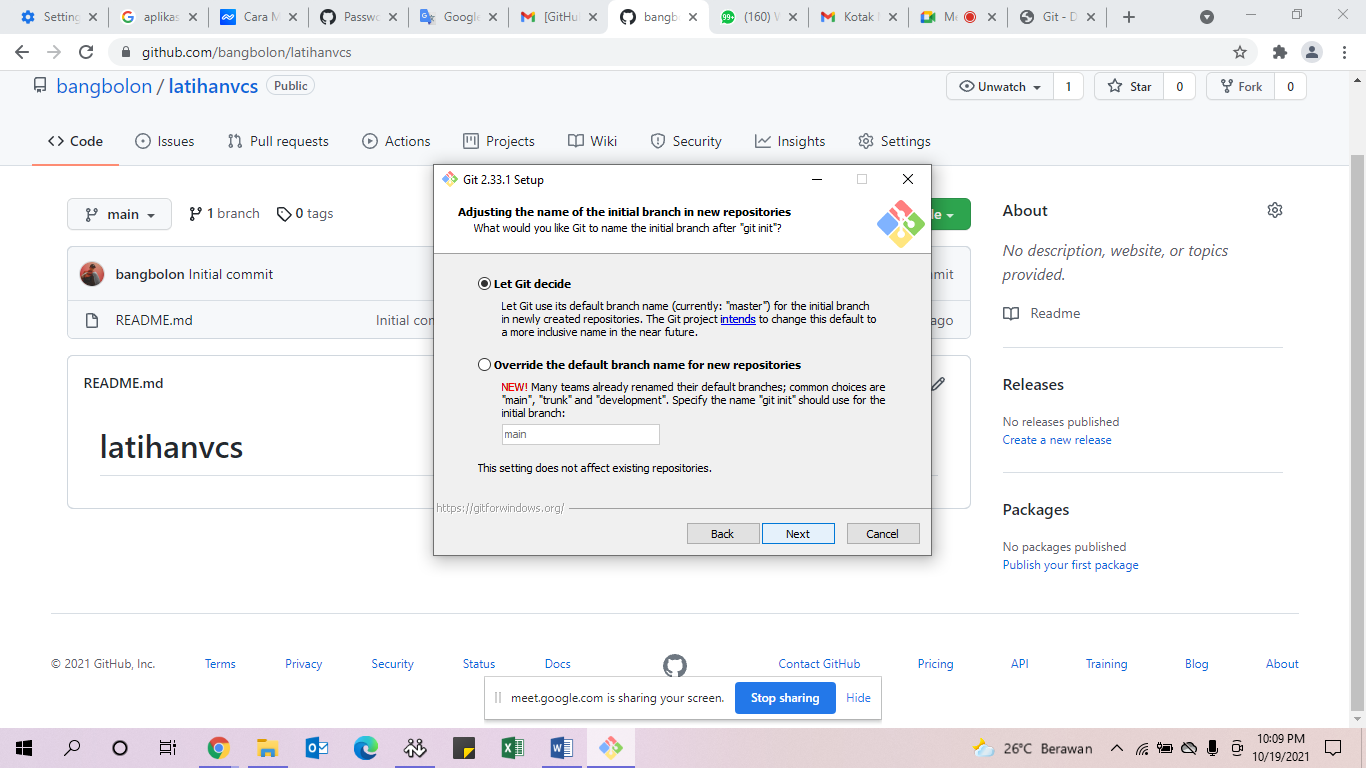 Setting
aplikas
Cara M
Passwo
Google
[GitHub
bangbo
(160) W
Kotak
Me
Git - D
github.com/bangbolon/latihanvcs
bangbolon / latihanvcs Public
Unwatch 1
Star 0
Fork 0
Code
Issues
Pull requests
Actions
Projects
Wiki
Security
Insights
Settings
main
1 branch
0 tags
bangbolon Initial commit
README.md
Initial con
ago
README.md
latihanvcs
Git 2.33.1 Setup
Adjusting the name of the initial branch in new repositories
What would you like Git to name the initial branch after "git init"?
Let Git decide
Let Git use its default branch name (currently: "master") for the initial branch
in newly created repositories. The Git project intends to change this default to
a more inclusive name in the near future.
Override the default branch name for new repositories
NEW! Many teams already renamed their default branches; common choices are
"main", "trunk" and "development". Specify the name "git init" should use for the
initial branch:
main
This setting does not affect existing repositories.
https://gitforwindows.org/
Back
Next
Cancel
About
No description, website, or topics
provided.
Readme
Releases
No releases published
Create a new release
Packages
No packages published
Publish your first package
© 2021 GitHub, Inc.
Terms
Privacy
Security
Status
Docs
Contact GitHub
Pricing
API
Training
Blog
About
meet.google.com is sharing your screen.
Stop sharing
Hide
26°C Berawan
10:09 PM
10/19/2021